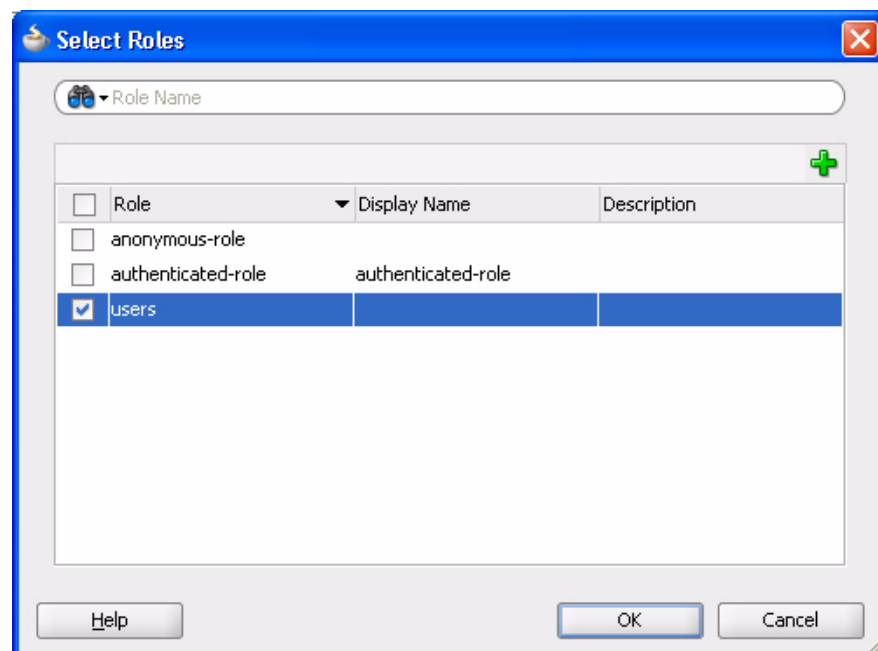 Select Roles
Role Name
Role Display Name Description
anonymous-role
authenticated-role authenticated-role
users
Help OK Cancel